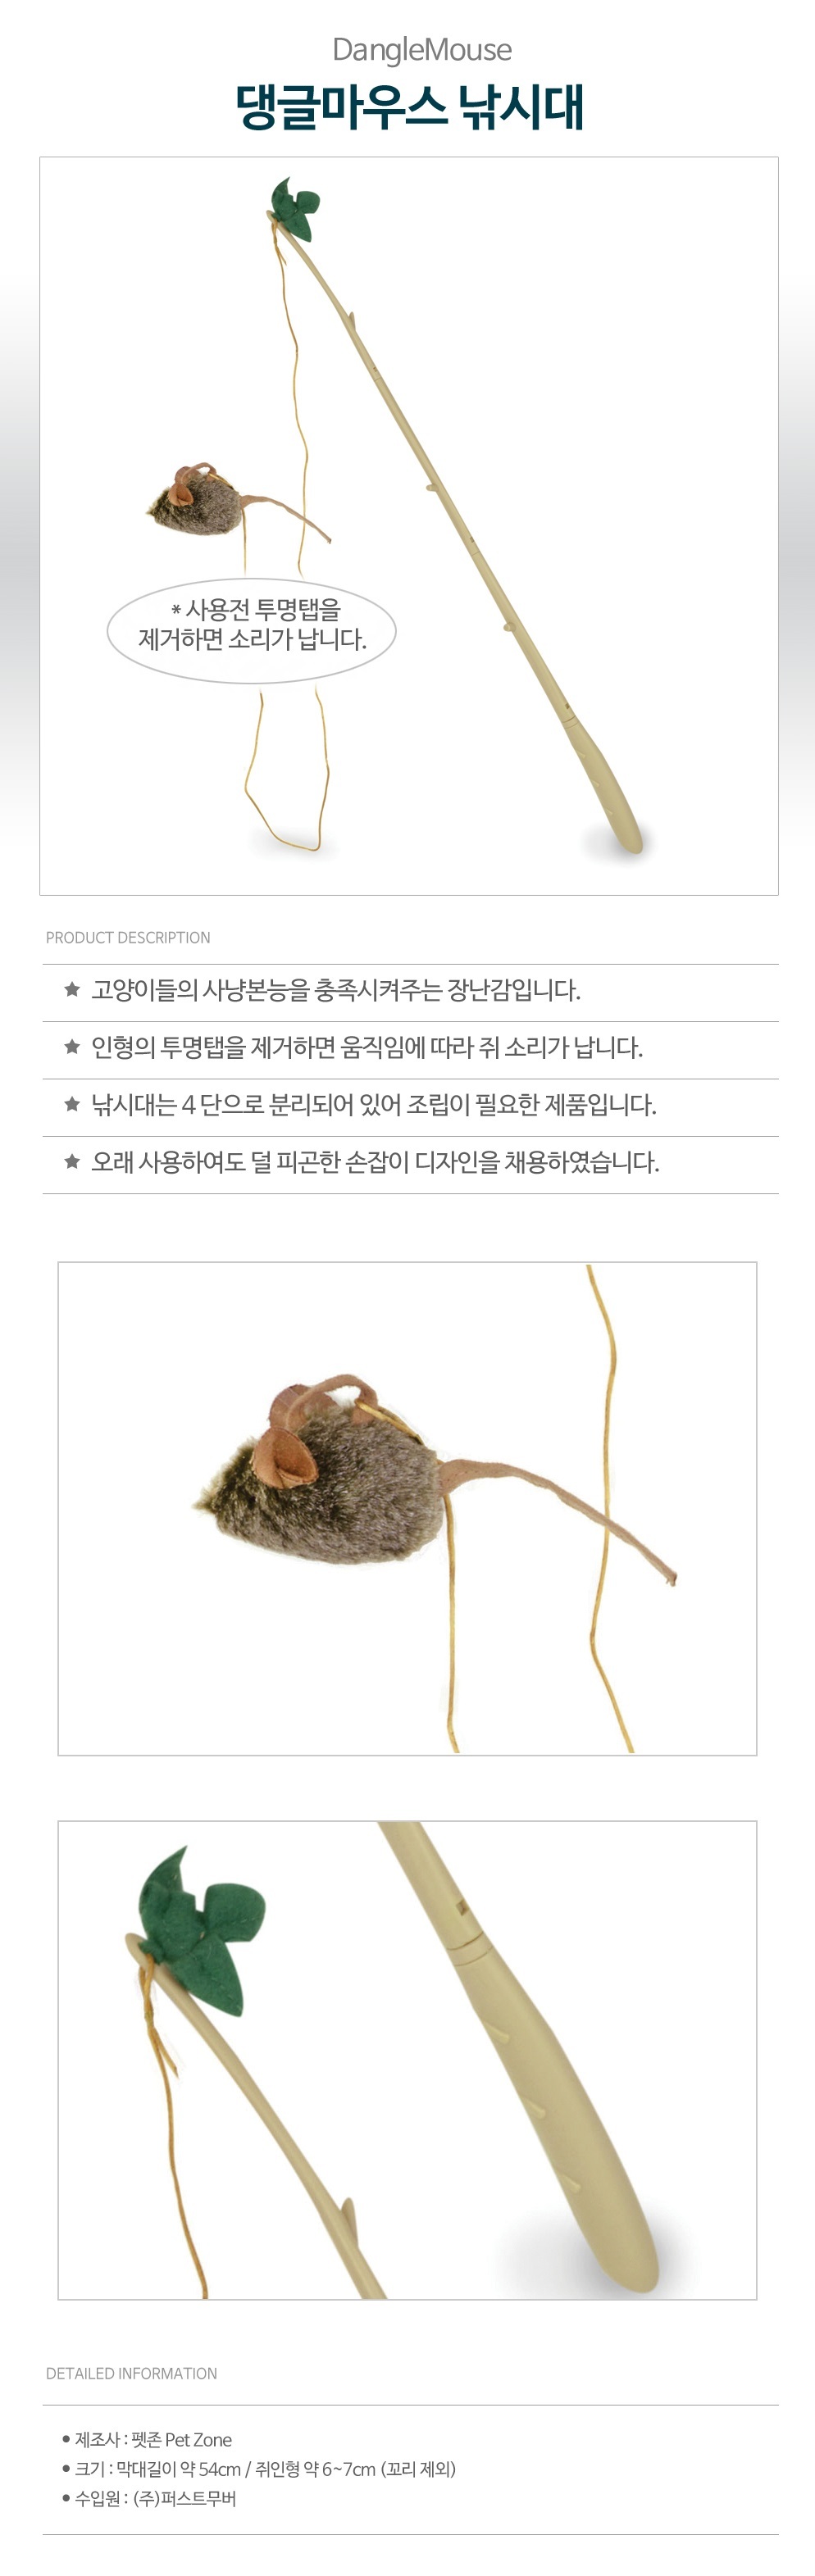 DangleMouse
댕글마우스 낚시대
* 사용전 투명탭을
제거하면 소리가 납니다.
PRODUCT DESCRIPTION
★ 고양이들의 사냥본능을 충족시켜주는 장난감입니다.
★ 인형의 투명탭을 제거하면 움직임에 따라 쥐 소리가 납니다.
★ 낚시대는 4 단으로 분리되어 있어 조립이 필요한 제품입니다.
★ 오래 사용하여도 덜 피곤한 손잡이 디자인을 채용하였습니다.
DETAILED INFORMATION
• 제조사 : 펫존 Pet Zone
• 크기 : 막대길이 약 54cm / 쥐인형 약 6~7cm (꼬리 제외)
• 수입원 : (주)퍼스트무버